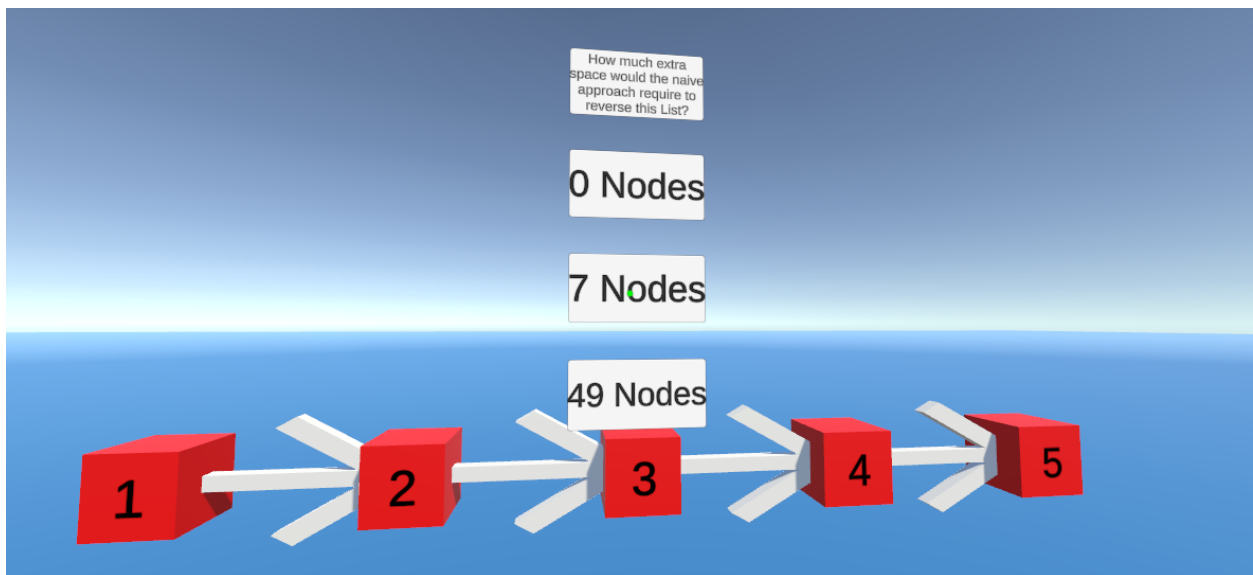 How much extra
space would the naive
approach require to
reverse this List?
0 Nodes
7 Nodes
49 Nodes
1
2
3
4
5